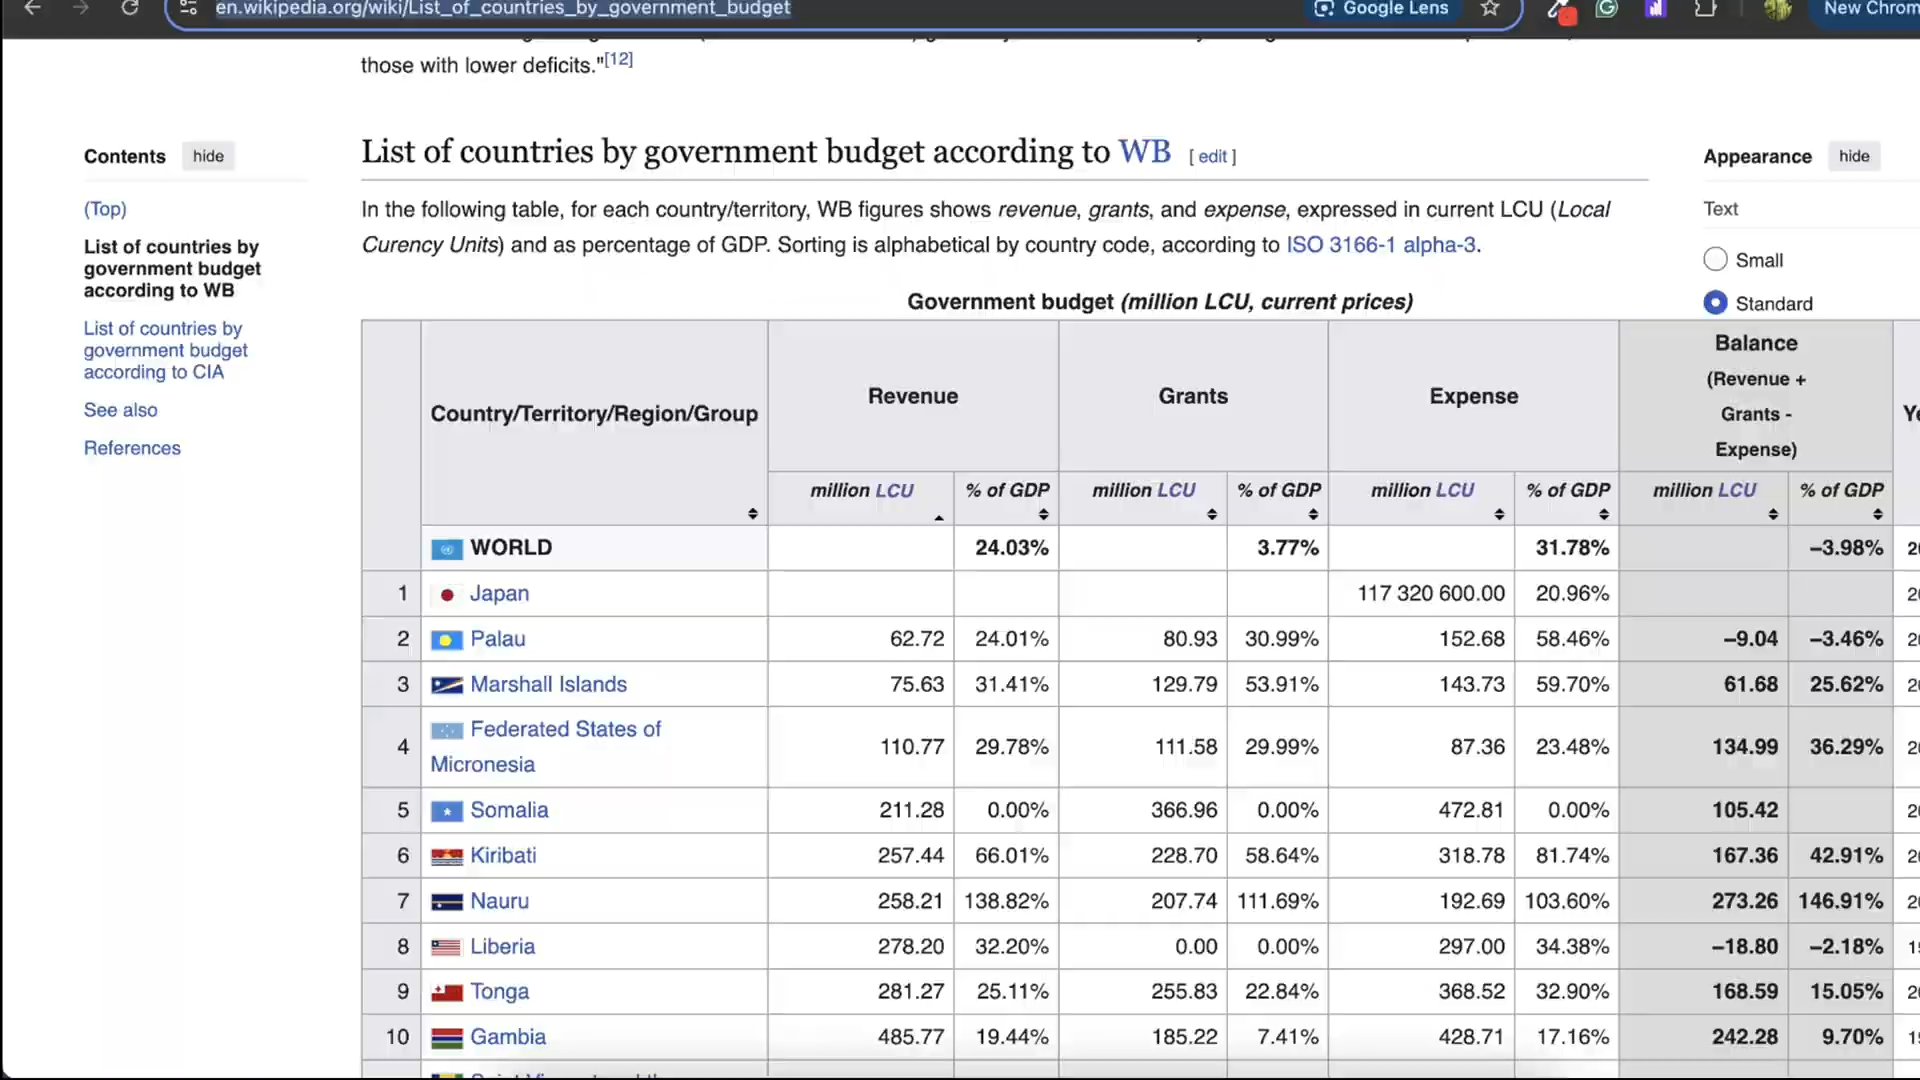 en.wikipedia.org/wiki/List_of_countries_by_government_budget
Google Lens
New Chrom
those with lower deficits."[12]
Contents hide
(Top)
List of countries by
government budget
according to WB
List of countries by
government budget
according to CIA
See also
References
List of countries by government budget according to WB [ edit ]
In the following table, for each country/territory, WB figures shows revenue, grants, and expense, expressed in current LCU (Local
Curency Units) and as percentage of GDP. Sorting is alphabetical by country code, according to ISO 3166-1 alpha-3.
Appearance hide
Text
Small
Standard
Government budget (million LCU, current prices)
Country/Territory/Region/Group
Revenue
Grants
Expense
Balance
(Revenue +
Grants -
Expense)
Ye
million LCU % of GDP million LCU % of GDP million LCU % of GDP million LCU % of GDP
WORLD 24.03% 3.77% 31.78% –3.98% 20
1 Japan 117 320 600.00 20.96% 20
2 Palau 62.72 24.01% 80.93 30.99% 152.68 58.46% –9.04 –3.46% 20
3 Marshall Islands 75.63 31.41% 129.79 53.91% 143.73 59.70% 61.68 25.62% 20
4 Federated States of
Micronesia 110.77 29.78% 111.58 29.99% 87.36 23.48% 134.99 36.29% 20
5 Somalia 211.28 0.00% 366.96 0.00% 472.81 0.00% 105.42 20
6 Kiribati 257.44 66.01% 228.70 58.64% 318.78 81.74% 167.36 42.91% 20
7 Nauru 258.21 138.82% 207.74 111.69% 192.69 103.60% 273.26 146.91% 20
8 Liberia 278.20 32.20% 0.00 0.00% 297.00 34.38% –18.80 –2.18% 19
9 Tonga 281.27 25.11% 255.83 22.84% 368.52 32.90% 168.59 15.05% 20
10 Gambia 485.77 19.44% 185.22 7.41% 428.71 17.16% 242.28 9.70% 19